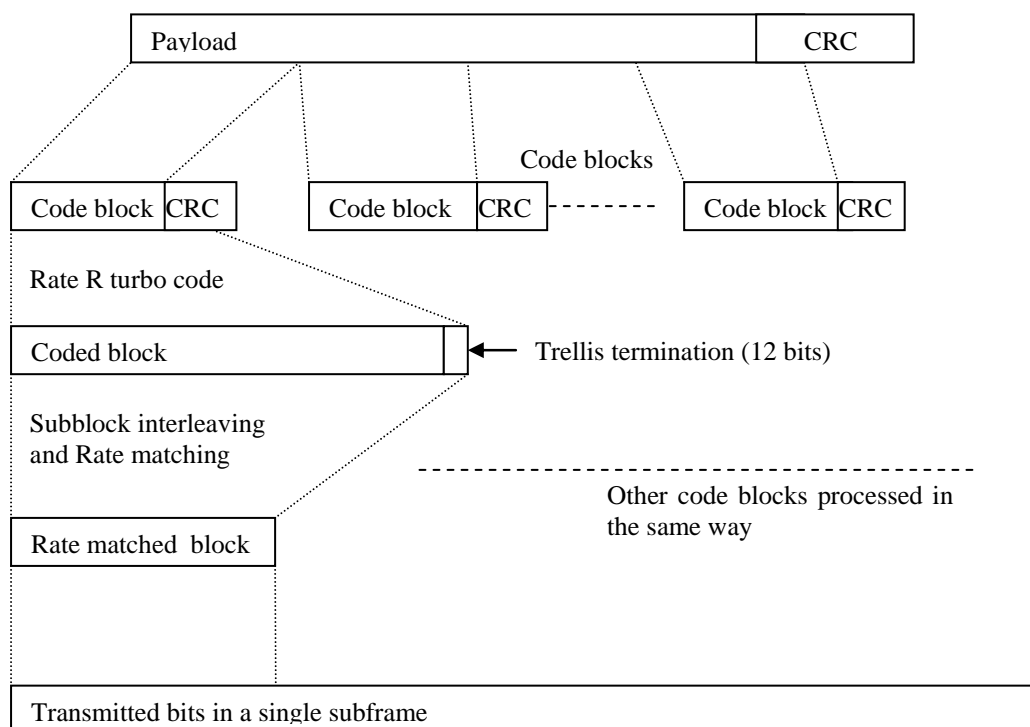 Payload
CRC
Code blocks
Code block
CRC
Code block
CRC
Code block
CRC
Rate R turbo code
Coded block
Trellis termination (12 bits)
Subblock interleaving
and Rate matching
Other code blocks processed in
the same way
Rate matched block
Transmitted bits in a single subframe